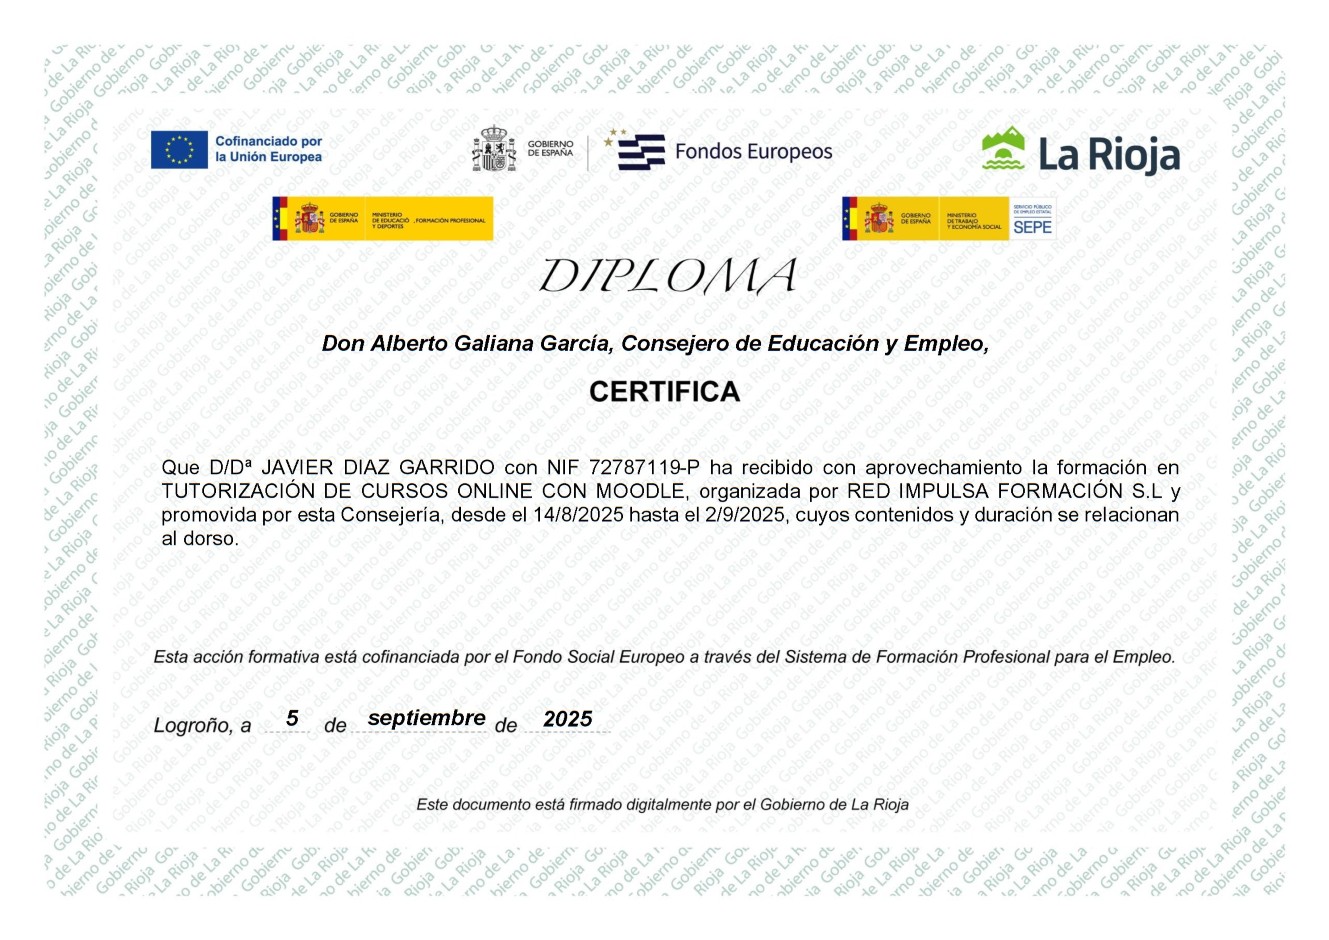 Cofinanciado por
la Unión Europea
GOBIERNO
DE ESPAÑA
Fondos Europeos
La Rioja
GOBIERNO
DE ESPAÑA
MINISTERIO
DE EDUCACIÓ , FORMACIÓN PROFESIONAL
Y DEPORTES
GOBIERNO
DE ESPAÑA
MINISTERIO
DE TRABAJO
Y ECONOMÍA SOCIAL
SERVICIO PÚBLICO
DE EMPLEO ESTATAL
SEPE
DIPLOMA
Don Alberto Galiana García, Consejero de Educación y Empleo,
CERTIFICA
Que D/Dª JAVIER DIAZ GARRIDO con NIF 72787119-P ha recibido con aprovechamiento la formación en
TUTORIZACIÓN DE CURSOS ONLINE CON MOODLE, organizada por RED IMPULSA FORMACIÓN S.L y
promovida por esta Consejería, desde el 14/8/2025 hasta el 2/9/2025, cuyos contenidos y duración se relacionan
al dorso.
Esta acción formativa está cofinanciada por el Fondo Social Europeo a través del Sistema de Formación Profesional para el Empleo.
Logroño, a 5 de septiembre de 2025
Este documento está firmado digitalmente por el Gobierno de La Rioja
Gobierno de La Rioja